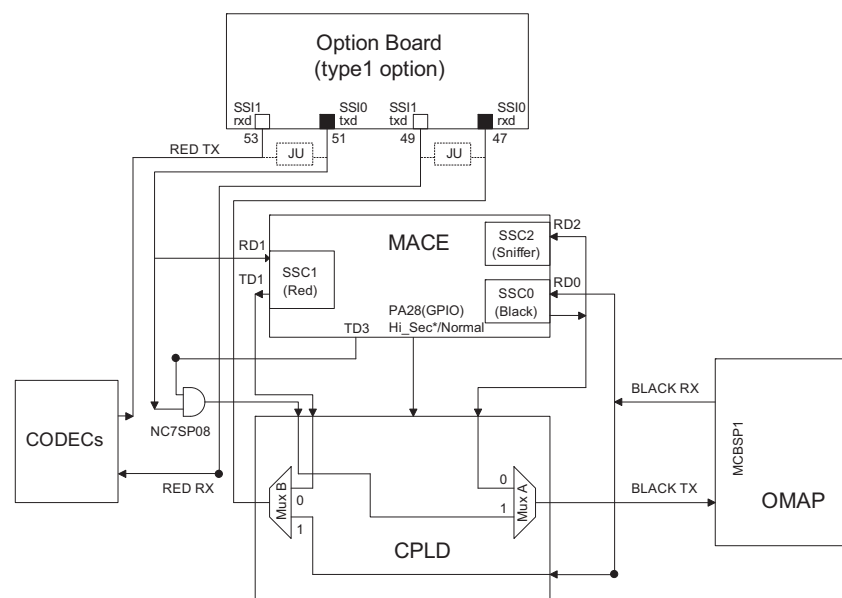 Option Board
(type1 option)
SSI1 SSI0 SSI1 SSI0
rxd txd txd rxd
53 51 49 47
RED TX
JU
JU
MACE
SSC2
(Sniffer)
RD2
RD1
SSC1
(Red)
TD1
RD0
SSC0
(Black)
PA28(GPIO)
Hi_Sec*/Normal
TD3
BLACK RX
CODECs
NC7SP08
MCBSP1
RED RX
Mux B
0
1
0
1
Mux A
BLACK TX
OMAP
CPLD